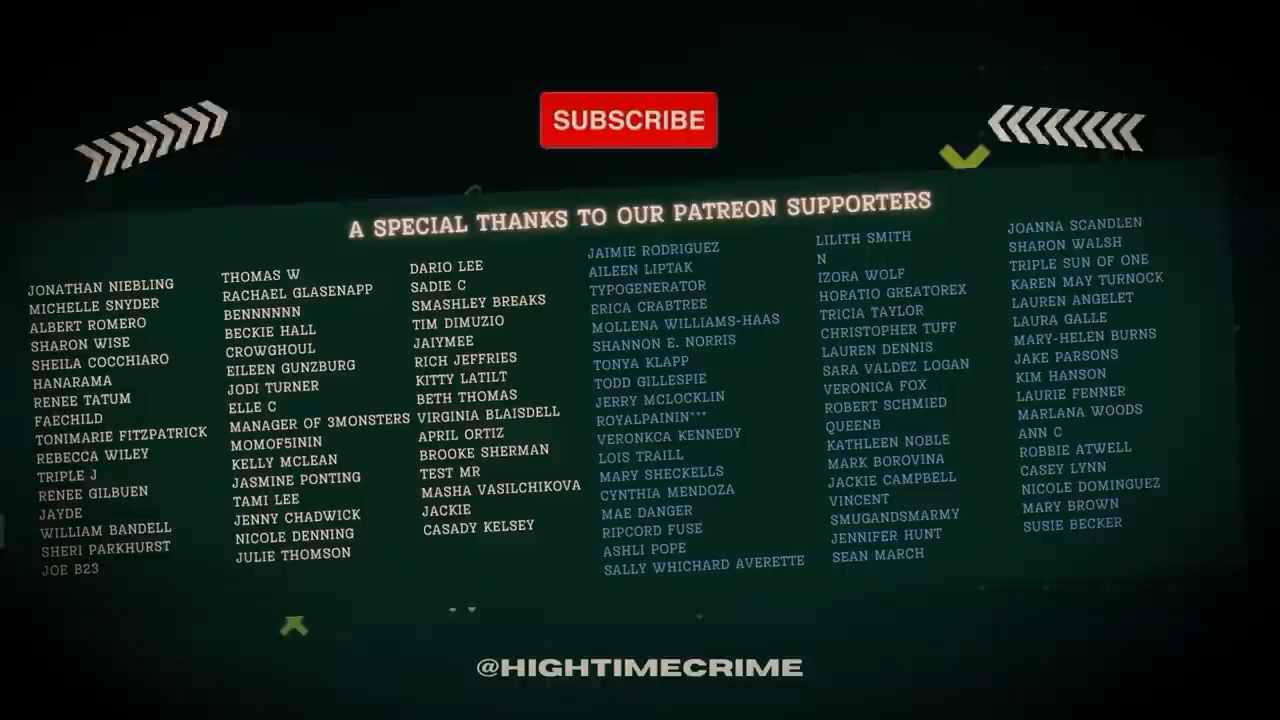 SUBSCRIBE
A SPECIAL THANKS TO OUR PATREON SUPPORTERS
JONATHAN NIEBLING
MICHELLE SNYDER
ALBERT ROMERO
SHARON WISE
SHEILA COCCHIARO
HANARAMA
RENEE TATUM
FAECHILD
TONIMARIE FITZPATRICK
REBECCA WILEY
TRIPLE J
RENEE GILBUEN
JAYDE
WILLIAM BANDELL
SHERI PARKHURST
JOE B23
THOMAS W
RACHAEL GLASENAPP
BENNNNNN
BECKIE HALL
CROWGHOUL
EILEEN GUNZBURG
JODI TURNER
ELLE C
MANAGER OF 3MONSTERS
MOMOF5ININ
KELLY MCLEAN
JASMINE PONTING
TAMI LEE
JENNY CHADWICK
NICOLE DENNING
JULIE THOMSON
DARIO LEE
SADIE C
SMASHLEY BREAKS
TIM DIMUZIO
JAIYMEE
RICH JEFFRIES
KITTY LATILT
BETH THOMAS
VIRGINIA BLAISDELL
APRIL ORTIZ
BROOKE SHERMAN
TEST MR
MASHA VASILCHIKOVA
JACKIE
CASADY KELSEY
JAIMIE RODRIGUEZ
AILEEN LIPTAK
TYPOGENERATOR
ERICA CRABTREE
MOLLENA WILLIAMS-HAAS
SHANNON E. NORRIS
TONYA KLAPP
TODD GILLESPIE
JERRY MCLOCKLIN
ROYALPAININ***
VERONKCA KENNEDY
LOIS TRAILL
MARY SHECKELLS
CYNTHIA MENDOZA
MAE DANGER
RIPCORD FUSE
ASHLI POPE
SALLY WHICHARD AVERETTE
LILITH SMITH
N
IZORA WOLF
HORATIO GREATOREX
TRICIA TAYLOR
CHRISTOPHER TUFF
LAUREN DENNIS
SARA VALDEZ LOGAN
VERONICA FOX
ROBERT SCHMIED
QUEENB
KATHLEEN NOBLE
MARK BOROVINA
JACKIE CAMPBELL
VINCENT
SMUGANDSMARMY
JENNIFER HUNT
SEAN MARCH
JOANNA SCANDLEN
SHARON WALSH
TRIPLE SUN OF ONE
KAREN MAY TURNOCK
LAUREN ANGELET
LAURA GALLE
MARY-HELEN BURNS
JAKE PARSONS
KIM HANSON
LAURIE FENNER
MARLANA WOODS
ANN C
ROBBIE ATWELL
CASEY LYNN
NICOLE DOMINGUEZ
MARY BROWN
SUSIE BECKER
@HIGHTIMECRIME